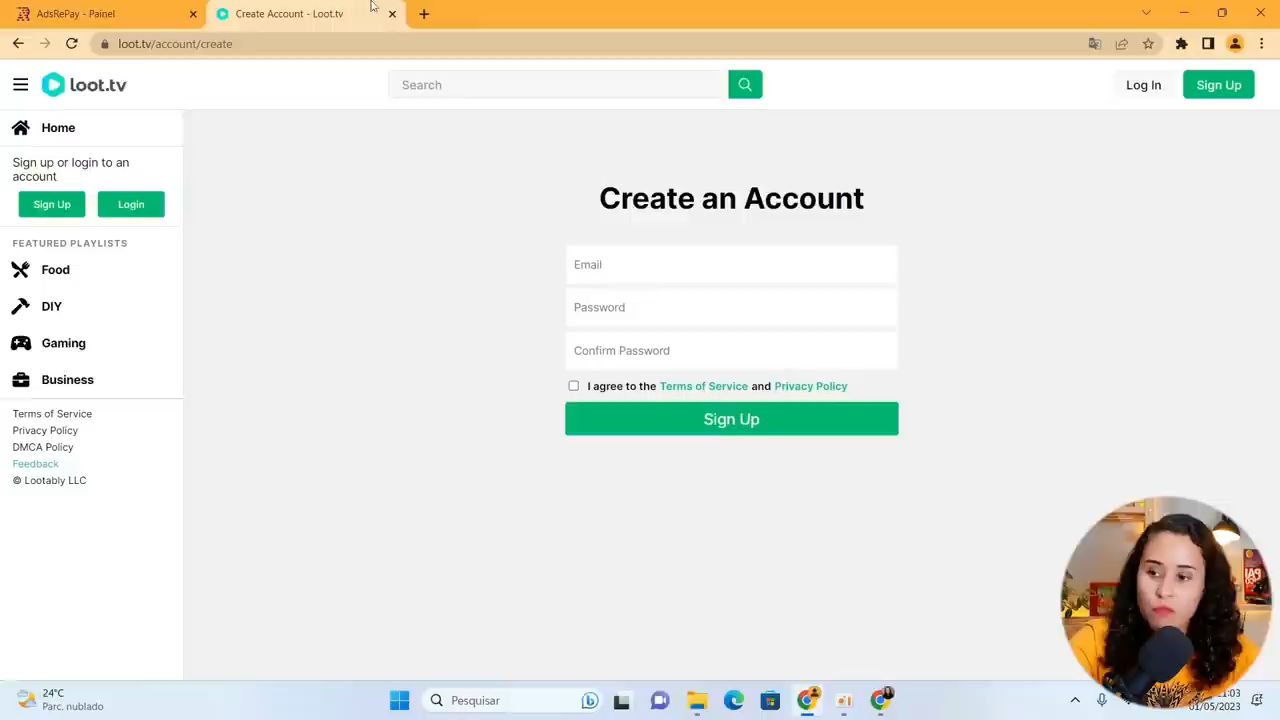 AdsRePay - Painel
Create Account - Loot.tv
loot.tv/account/create
loot.tv
Search
Log In
Sign Up
Home
Sign up or login to an
account
Sign Up
Login
FEATURED PLAYLISTS
Food
DIY
Gaming
Business
Terms of Service
Privacy Policy
DMCA Policy
Feedback
© Lootably LLC
Create an Account
Email
Password
Confirm Password
I agree to the Terms of Service and Privacy Policy
Sign Up
24°C
Parc. nublado
Pesquisar
01/05/2023